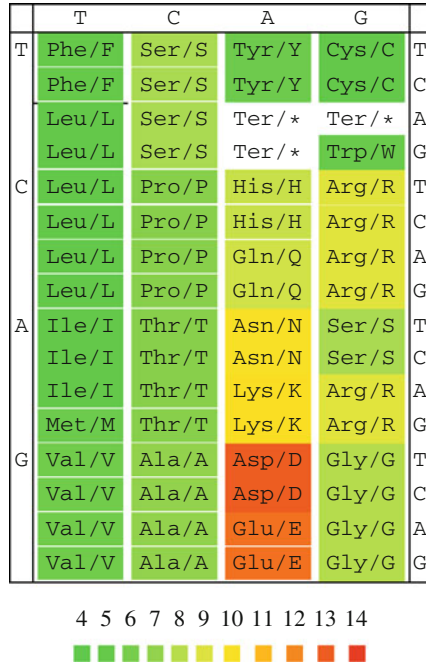 T C A G
T Phe/F Ser/S Tyr/Y Cys/C T
Phe/F Ser/S Tyr/Y Cys/C C
Leu/L Ser/S Ter/* Ter/* A
Leu/L Ser/S Ter/* Trp/W G
C Leu/L Pro/P His/H Arg/R T
Leu/L Pro/P His/H Arg/R C
Leu/L Pro/P Gln/Q Arg/R A
Leu/L Pro/P Gln/Q Arg/R G
A Ile/I Thr/T Asn/N Ser/S T
Ile/I Thr/T Asn/N Ser/S C
Ile/I Thr/T Lys/K Arg/R A
Met/M Thr/T Lys/K Arg/R G
G Val/V Ala/A Asp/D Gly/G T
Val/V Ala/A Asp/D Gly/G C
Val/V Ala/A Glu/E Gly/G A
Val/V Ala/A Glu/E Gly/G G
4 5 6 7 8 9 10 11 12 13 14